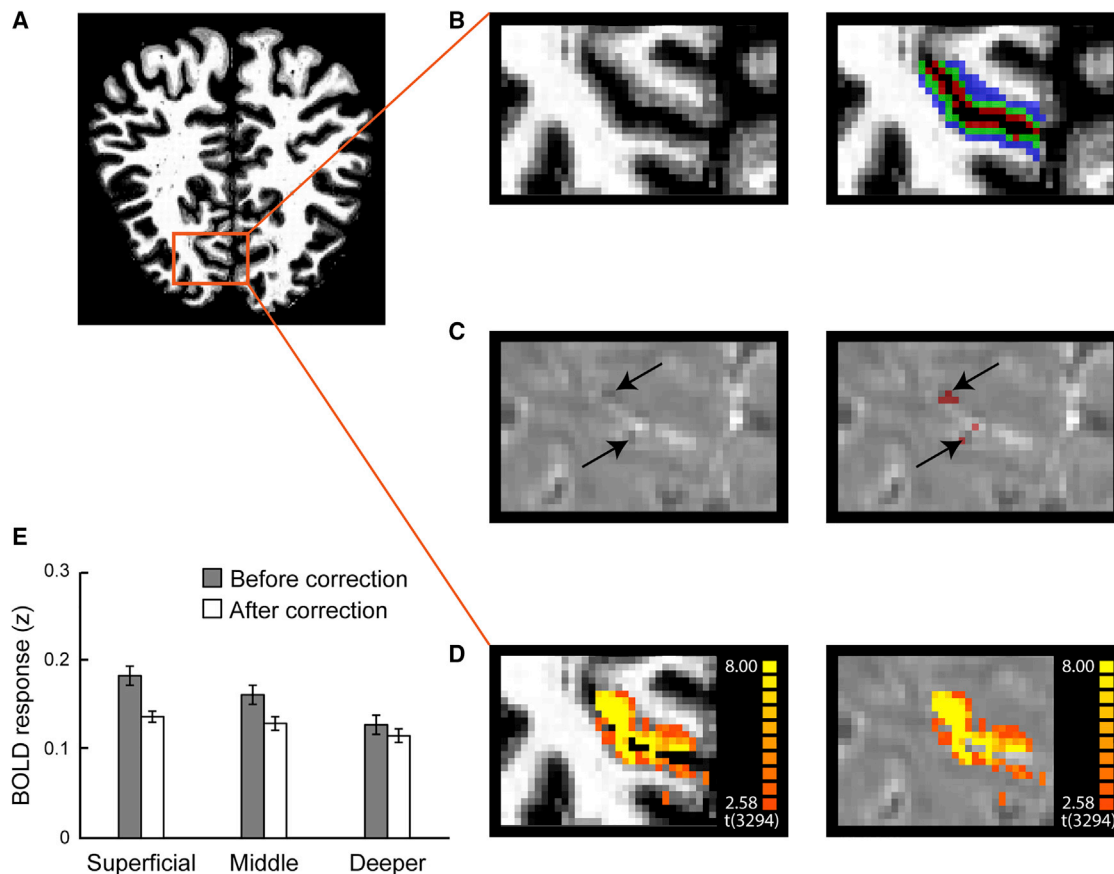 A
B
C
E
0.3
Before correction
After correction
0.2
BOLD response (z)
0.1
0
Superficial Middle Deeper
D
8.00
2.58
t(3294)
8.00
2.58
t(3294)